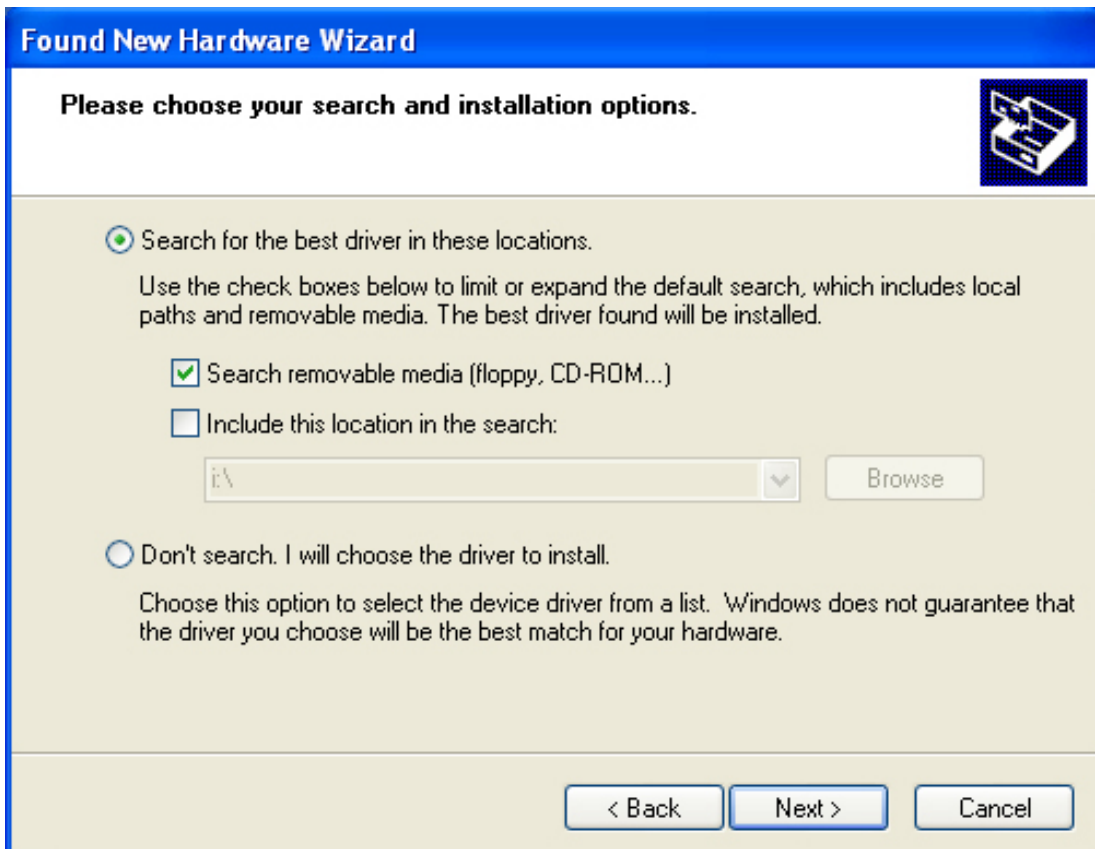 Found New Hardware Wizard
Please choose your search and installation options.
Search for the best driver in these locations.
Use the check boxes below to limit or expand the default search, which includes local
paths and removable media. The best driver found will be installed.
Search removable media (floppy, CD-ROM...)
Include this location in the search:
i:\
Browse
Don't search. I will choose the driver to install.
Choose this option to select the device driver from a list.  Windows does not guarantee that
the driver you choose will be the best match for your hardware.
< Back
Next >
Cancel